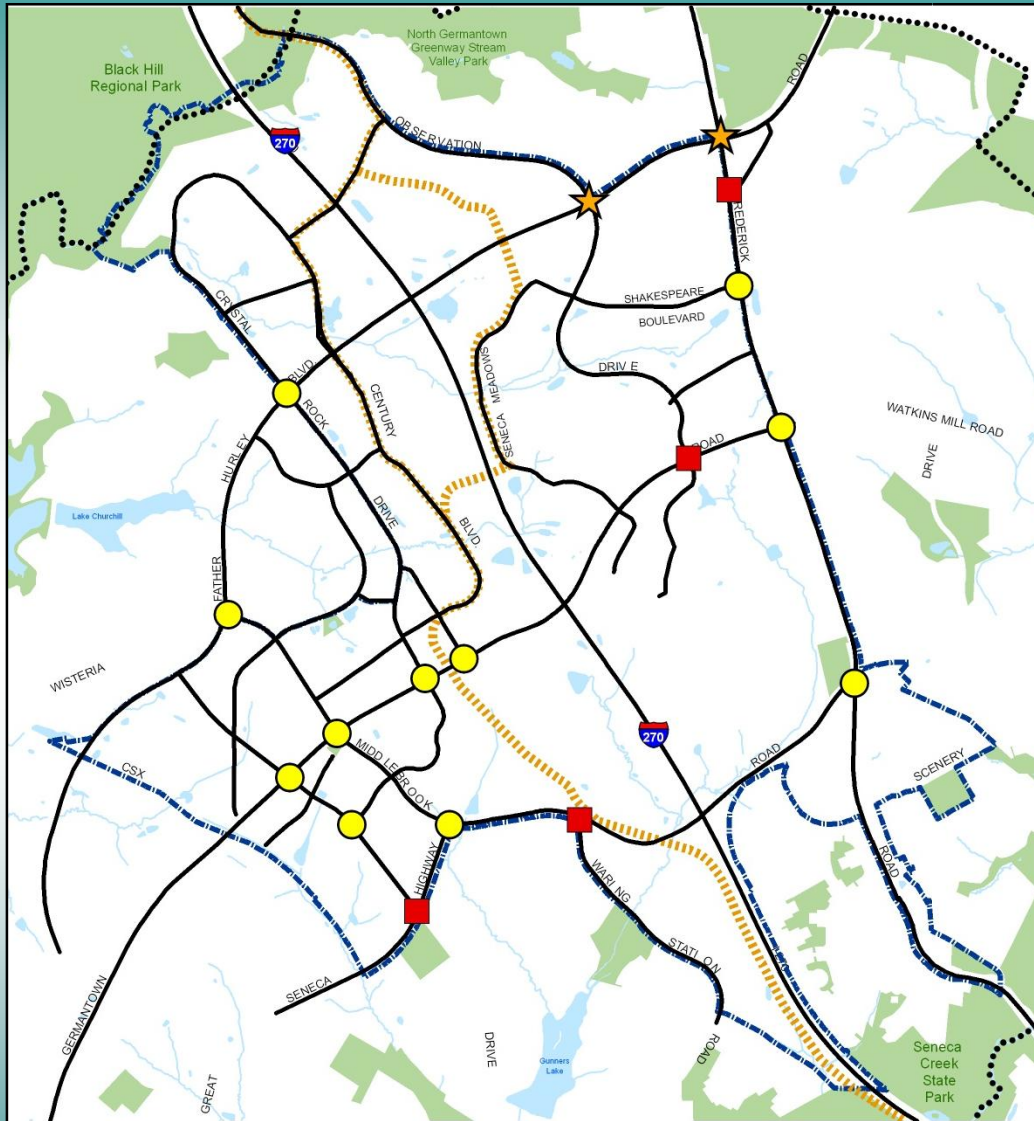 North Germantown
Greenway Stream
Valley Park
Black Hill
Regional Park
ROAD
OBSERVATION
270
REDERICK
CRYSTAL
SHAKESPEARE
BOULEVARD
BLVD
ROCK
SENECA MEADOWS
DRIVE
CENTURY
HURLEY
WATKINS MILL ROAD
ROAD
DRIVE
DRIVE
Lake Churchill
BLVD
FATHER
WISTERIA
270
MIDDLEBROOK
ROAD
CSX
SCENERY
HIGHWAY
ROAD
WARING
STATION
SENECA
GERMANTOWN
DRIVE
ROAD
Gunners
Lake
GREAT
Seneca
Creek
State
Park